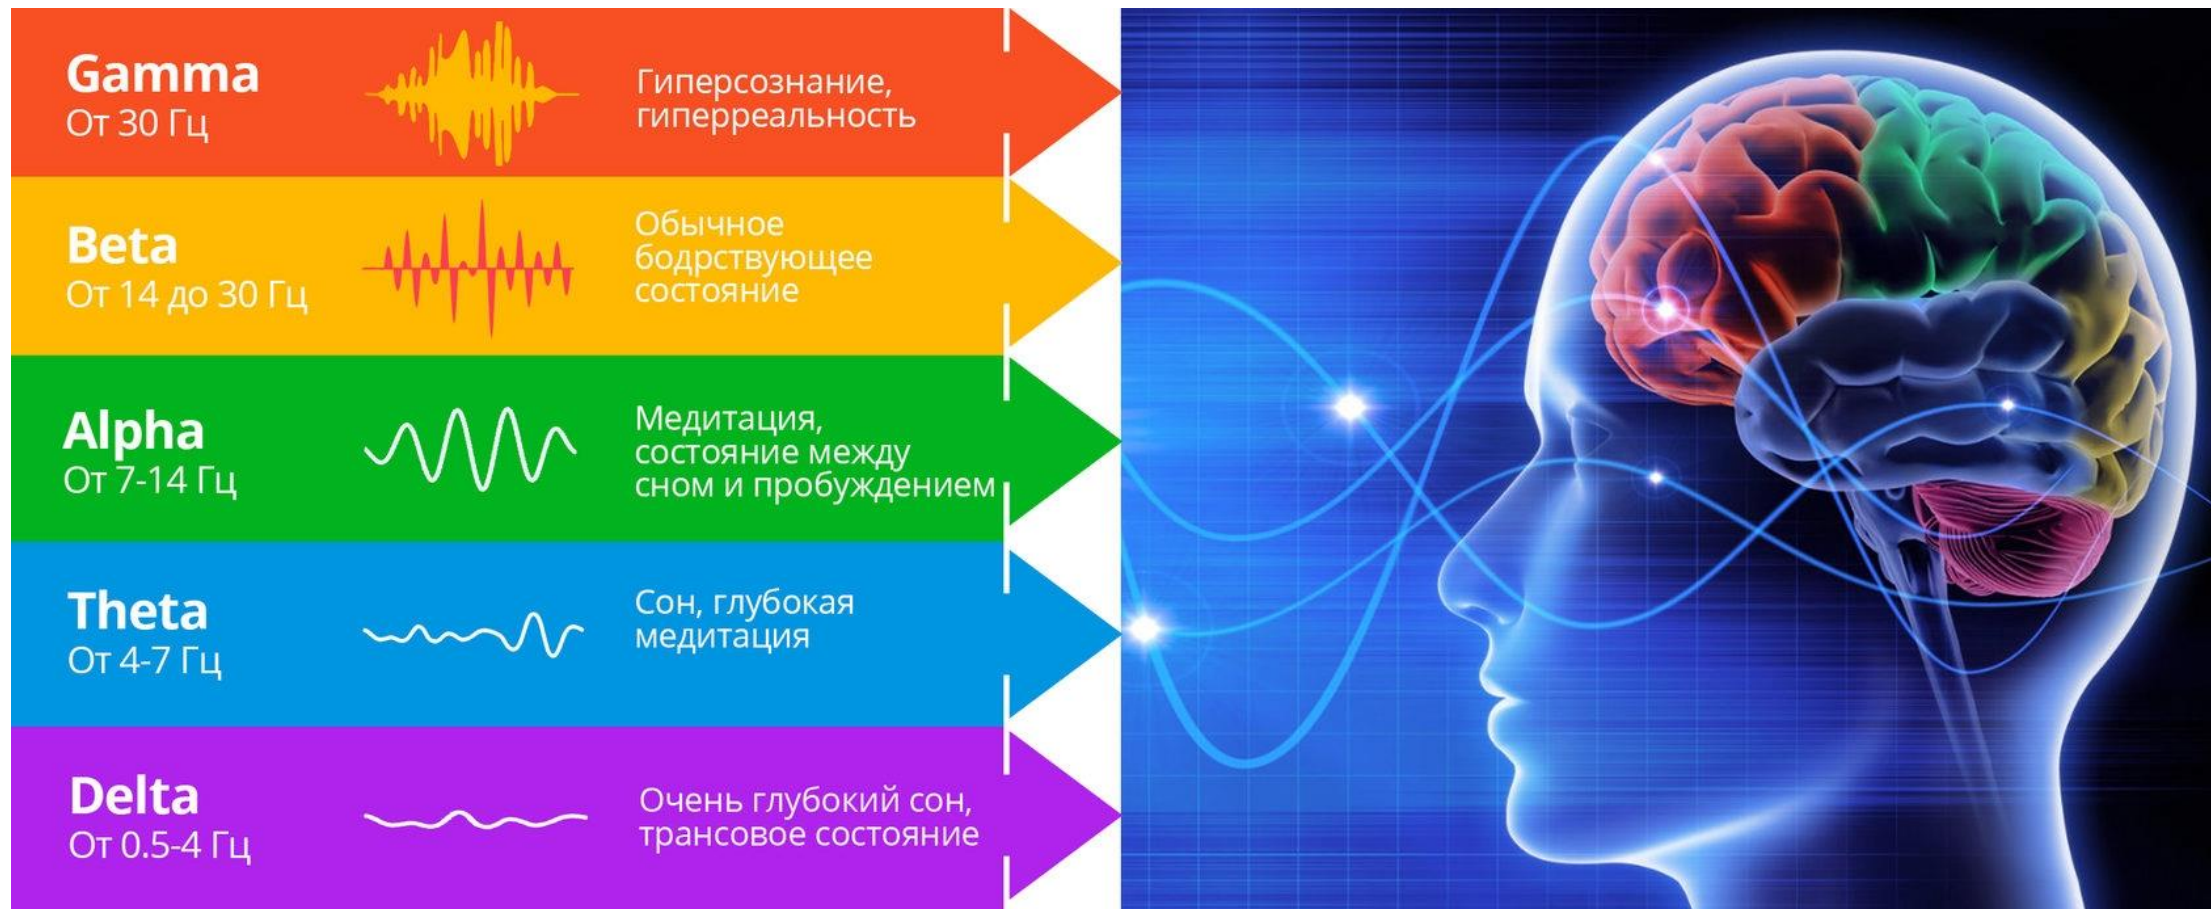 Gamma
От 30 Гц
Гиперсознание,
гиперреальность
Beta
От 14 до 30 Гц
Обычное
бодрствующее
состояние
Alpha
От 7-14 Гц
Медитация,
состояние между
сном и пробуждением
Theta
От 4-7 Гц
Сон, глубокая
медитация
Delta
От 0.5-4 Гц
Очень глубокий сон,
трансовое состояние